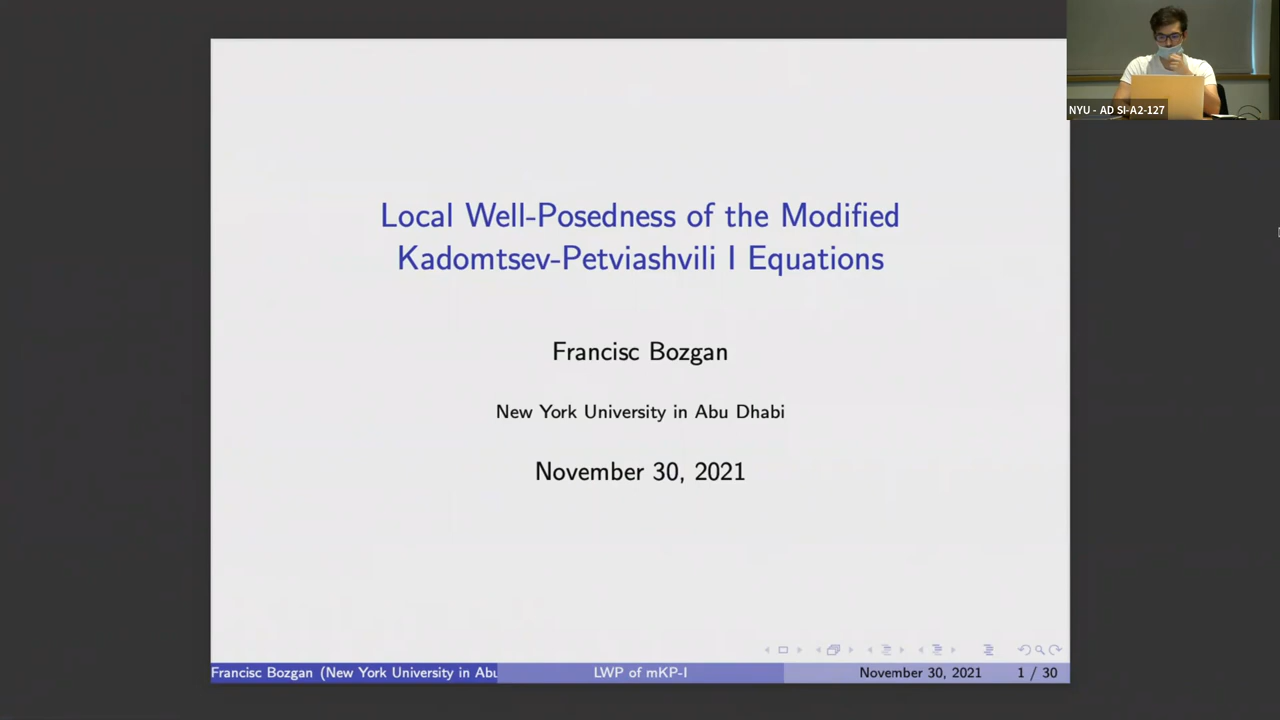 NYU - AD SI-A2-127
Local Well-Posedness of the Modified
Kadomtsev-Petviashvili I Equations
Francisc Bozgan
New York University in Abu Dhabi
November 30, 2021
Francisc Bozgan (New York University in Abu
LWP of mKP-I
November 30, 2021
1 / 30